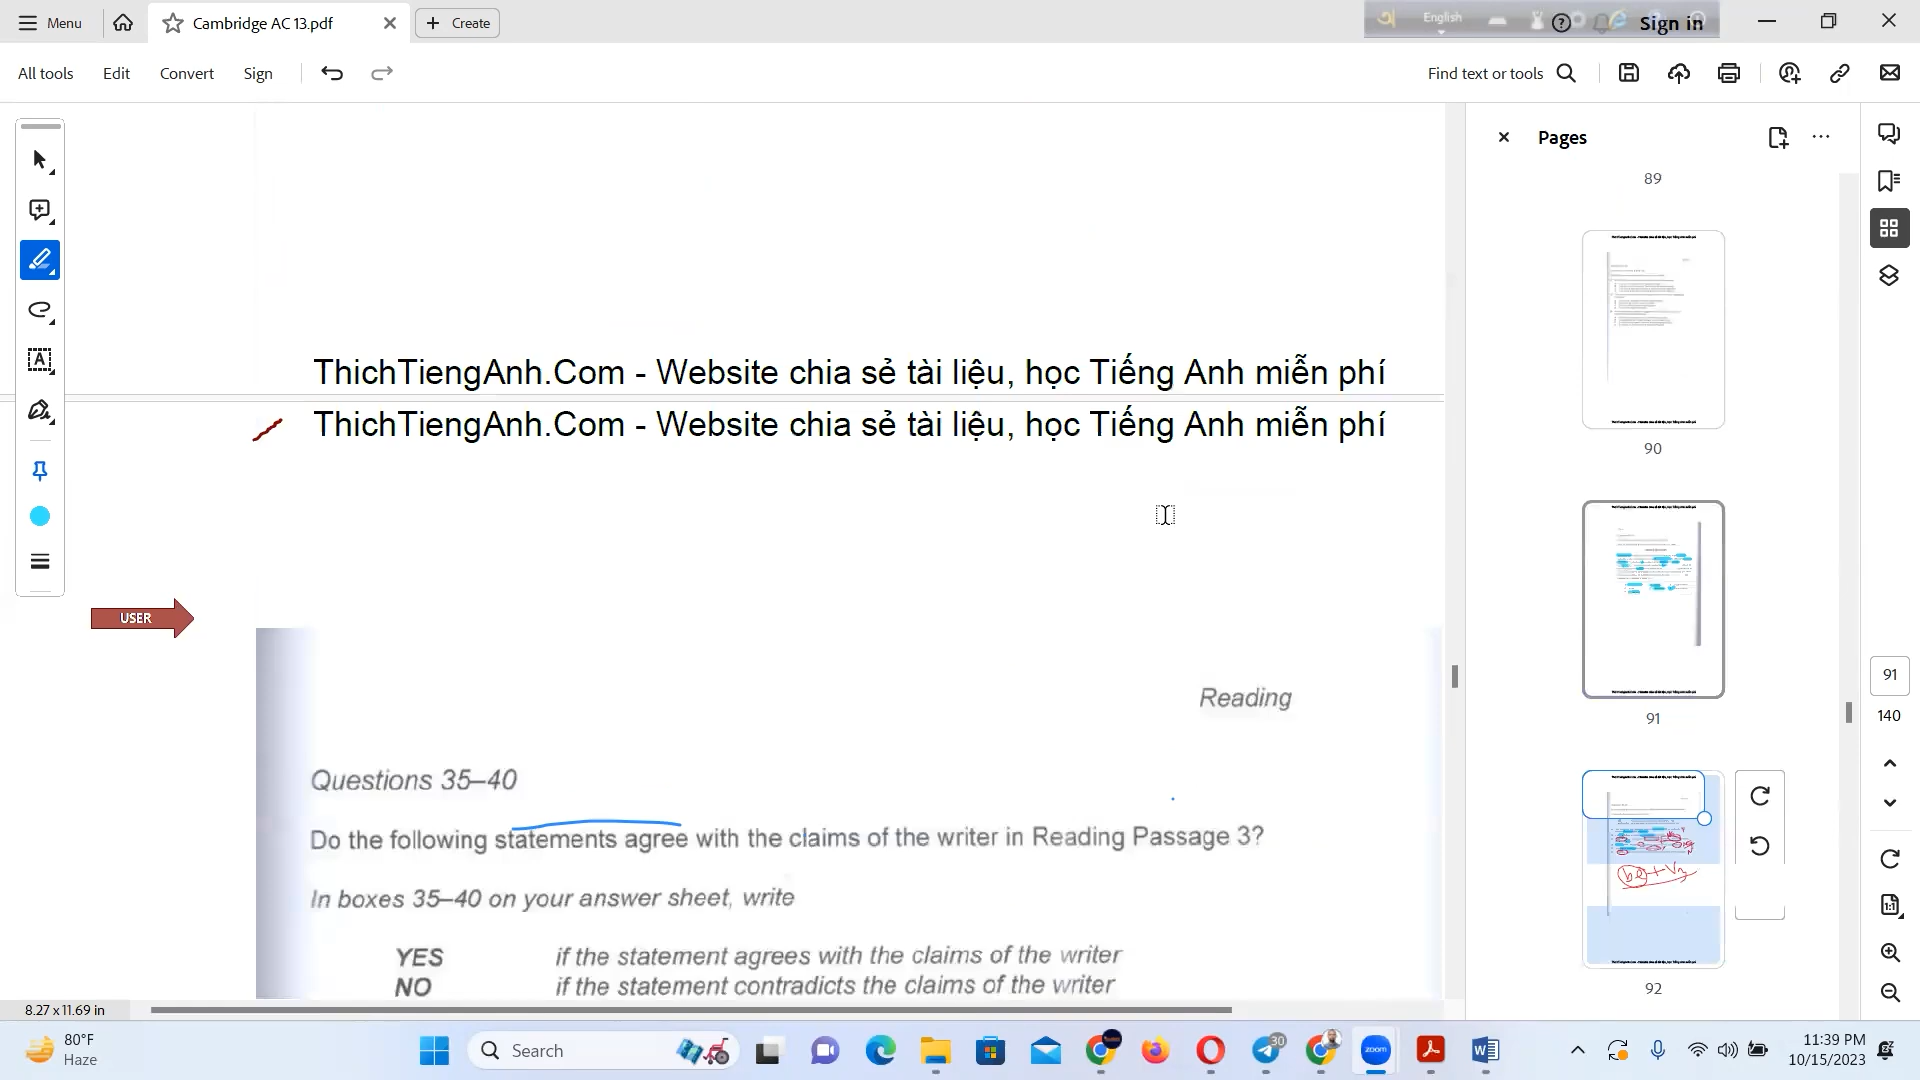 Menu
Cambridge AC 13.pdf
Create
English
Sign in
All tools
Edit
Convert
Sign
Find text or tools
Pages
89
ThichTiengAnh.Com - Website chia sẻ tài liệu, học Tiếng Anh miễn phí
ThichTiengAnh.Com - Website chia sẻ tài liệu, học Tiếng Anh miễn phí
90
USER
Reading
91
91
140
Questions 35–40
Do the following statements agree with the claims of the writer in Reading Passage 3?
In boxes 35–40 on your answer sheet, write
YES if the statement agrees with the claims of the writer
NO if the statement contradicts the claims of the writer
be + V3
92
8.27 x 11.69 in
80°F
Haze
Search
zoom
30
11:39 PM
10/15/2023